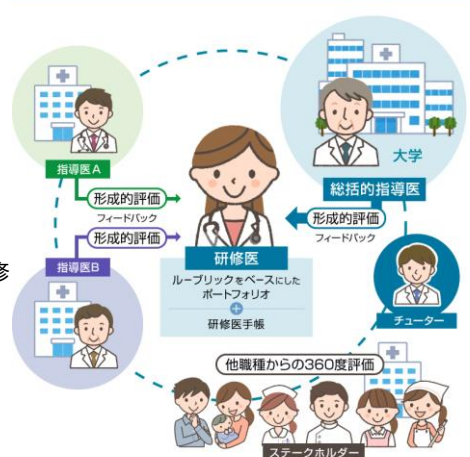 大学
指導医A
総括的指導医
形成的評価
フィードバック
形成的評価
フィードバック
形成的評価
指導医B
研修医
ルーブリックをベースにした
ポートフォリオ
+
研修医手帳
修
チューター
他職種からの360度評価
ステークホルダー